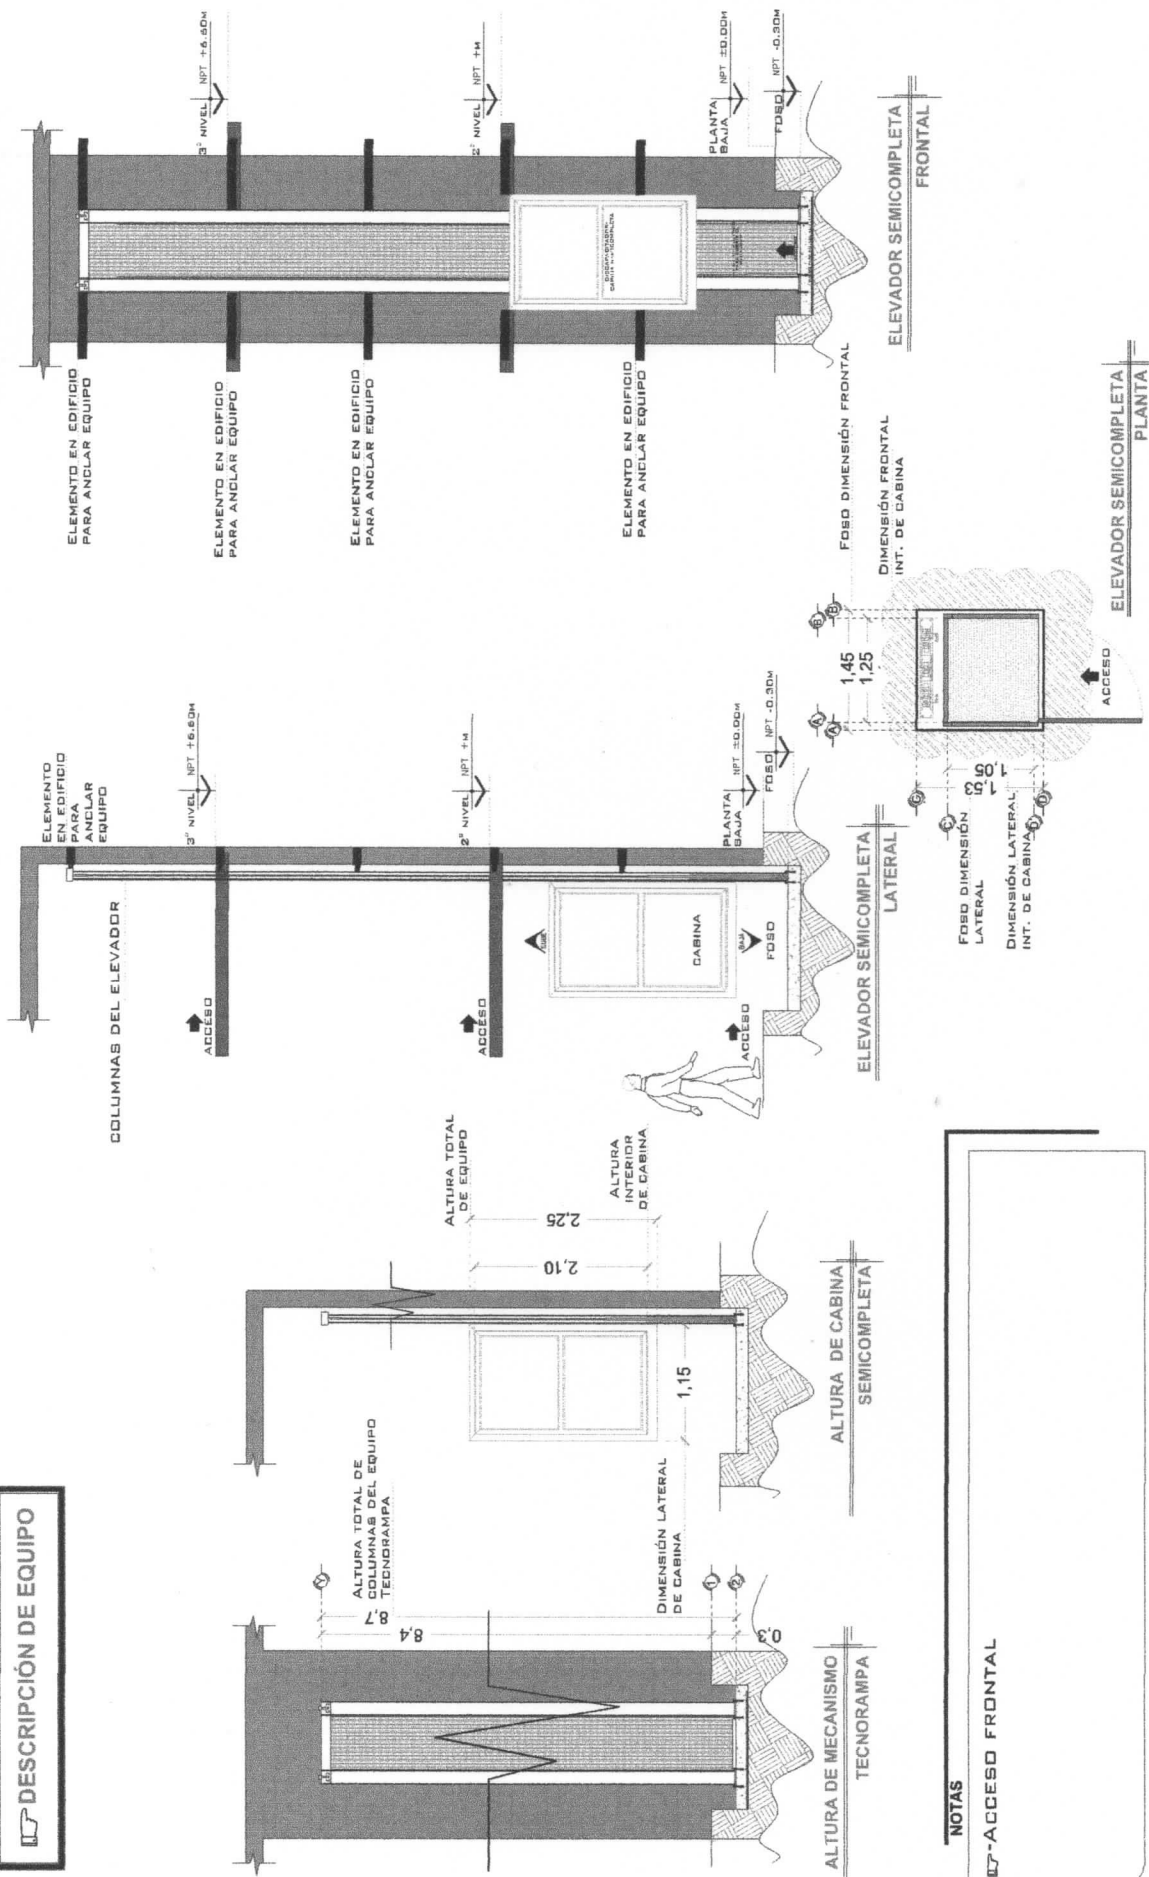 DESCRIPCIÓN DE EQUIPO
ALTURA TOTAL DE
COLUMNAS DEL EQUIPO
TECNORAMPA
Y
8,7
8,4
0,3
1
2
ALTURA DE MECANISMO
TECNORAMPA
DIMENSIÓN LATERAL
DE CABINA
1,15
ALTURA TOTAL
DE EQUIPO
2,25
2,10
ALTURA
INTERIOR
DE CABINA
ALTURA DE CABINA
SEMICOMPLETA
COLUMNAS DEL ELEVADOR
ELEMENTO
EN EDIFICIO
PARA
ANCLAR
EQUIPO
3° NIVEL NPT +6.60M
ACCESO
2° NIVEL NPT +M
ACCESO
SUBE
CABINA
BAJA
FOSO
ACCESO
PLANTA
BAJA NPT ±0.00M
FOSO NPT -0.30M
ELEVADOR SEMICOMPLETA
LATERAL
ELEMENTO EN EDIFICIO
PARA ANCLAR EQUIPO
ELEMENTO EN EDIFICIO
PARA ANCLAR EQUIPO
ELEMENTO EN EDIFICIO
PARA ANCLAR EQUIPO
ELEMENTO EN EDIFICIO
PARA ANCLAR EQUIPO
3° NIVEL NPT +6.60M
2° NIVEL NPT +M
PLANTA
BAJA NPT ±0.00M
FOSO NPT -0.30M
ELEVADOR SEMICOMPLETA
FRONTAL
FOSO DIMENSIÓN FRONTAL
DIMENSIÓN FRONTAL
INT. DE CABINA
A
A
B
B
1,45
1,25
G
C
D
D
1,53
1,05
FOSO DIMENSIÓN
LATERAL
DIMENSIÓN LATERAL
INT. DE CABINA
ACCESO
ELEVADOR SEMICOMPLETA
PLANTA
NOTAS
-ACCESO FRONTAL